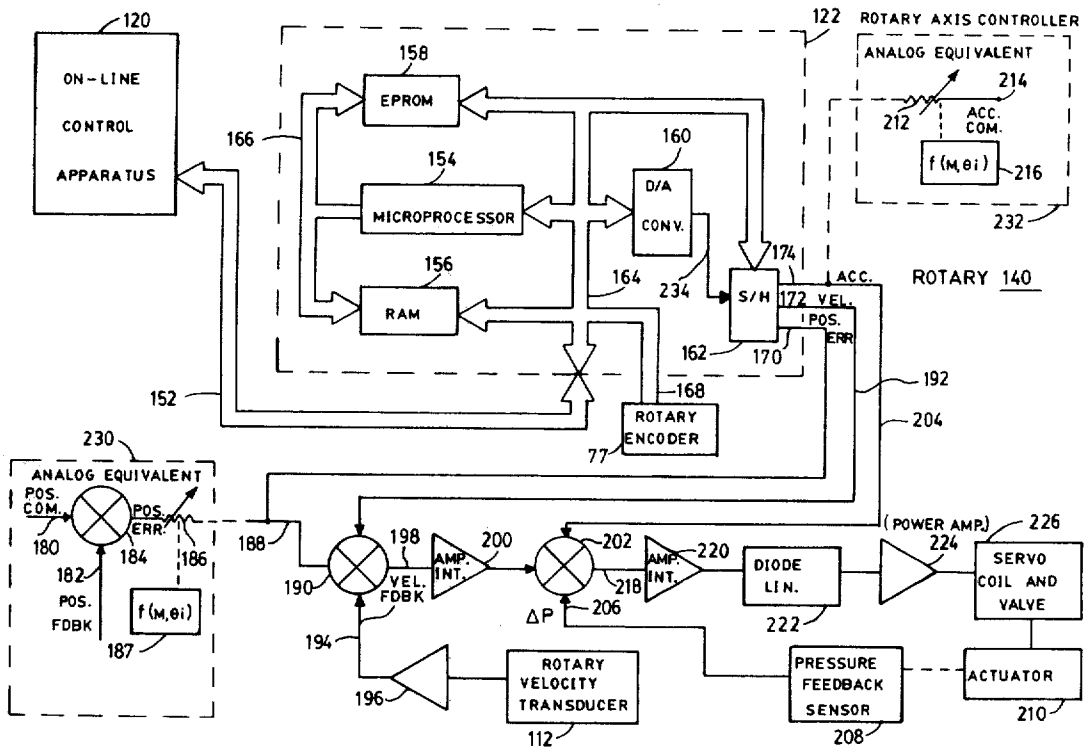 120
ON-LINE
CONTROL
APPARATUS
122
ROTARY AXIS CONTROLLER
ANALOG EQUIVALENT
214
212
ACC.
COM.
f(M,θi)
216
232
158
EPROM
166
154
MICROPROCESSOR
160
D/A
CONV.
156
RAM
164
234
S/H
162
174
ACC.
172
VEL.
POS.
ERR
170
ROTARY 140
152
168
ROTARY
ENCODER
77
192
204
230
ANALOG EQUIVALENT
POS.
COM.
180
POS.
ERR.
184
186
182
POS.
FDBK
f(M,θi)
187
188
190
198
VEL.
FDBK
194
AMP.
INT.
200
202
206
ΔP
218
AMP.
INT.
220
DIODE
LIN.
222
(POWER AMP.)
224
226
SERVO
COIL AND
VALVE
196
ROTARY
VELOCITY
TRANSDUCER
112
PRESSURE
FEEDBACK
SENSOR
208
ACTUATOR
210